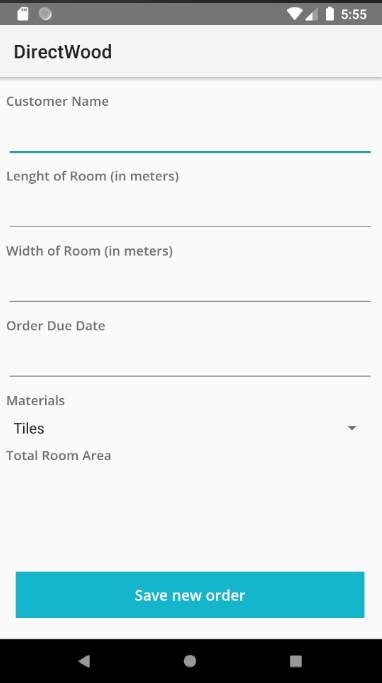 5:55
DirectWood
Customer Name
Lenght of Room (in meters)
Width of Room (in meters)
Order Due Date
Materials
Tiles
Total Room Area
Save new order